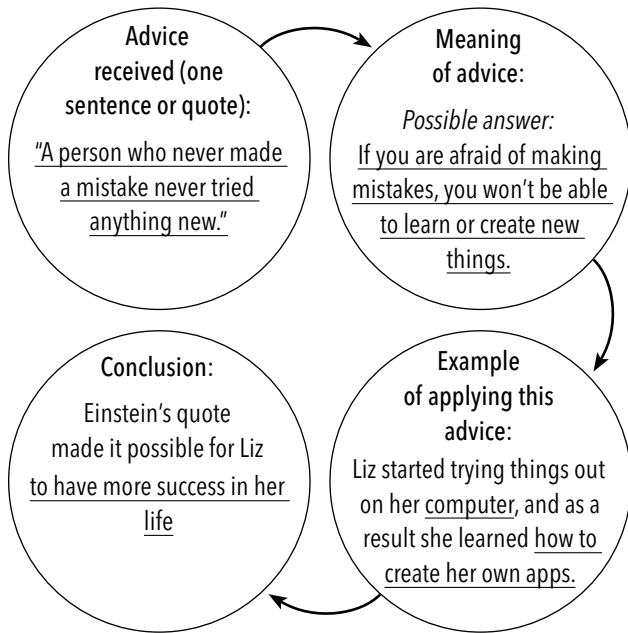 Advice
received (one
sentence or quote):
"A person who never made
a mistake never tried
anything new."
Meaning
of advice:
Possible answer:
If you are afraid of making
mistakes, you won't be able
to learn or create new
things.
Example
of applying this
advice:
Liz started trying things out
on her computer, and as a
result she learned how to
create her own apps.
Conclusion:
Einstein's quote
made it possible for Liz
to have more success in her
life